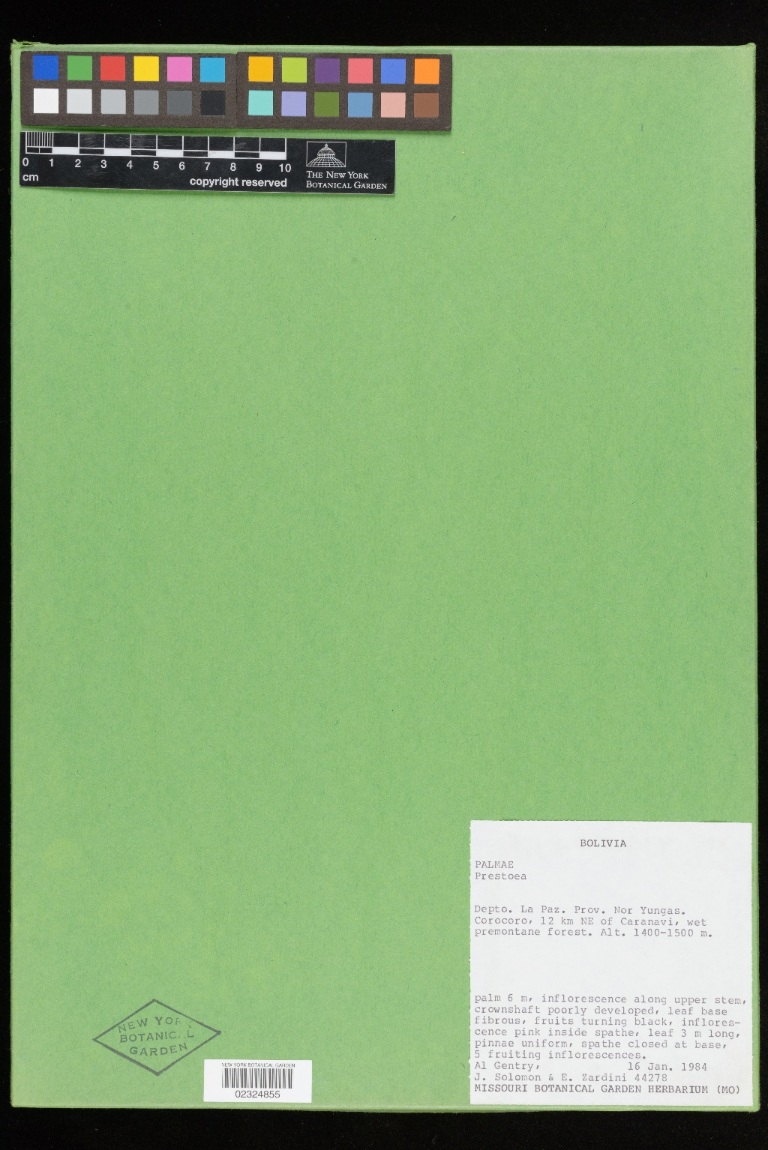 0 1 2 3 4 5 6 7 8 9 10
cm
copyright reserved
THE NEW YORK
BOTANICAL GARDEN
BOLIVIA
PALMAE
Prestoea
Depto. La Paz. Prov. Nor Yungas.
Corocoro, 12 km NE of Caranavi, wet
premontane forest. Alt. 1400-1500 m.
palm 6 m, inflorescence along upper stem,
crownshaft poorly developed, leaf base
fibrous, fruits turning black, inflores-
cence pink inside spathe, leaf 3 m long,
pinnae uniform, spathe closed at base,
5 fruiting inflorescences.
Al Gentry, 16 Jan. 1984
J. Solomon & E. Zardini 44278
MISSOURI BOTANICAL GARDEN HERBARIUM (MO)
NEW YORK
BOTANICAL
GARDEN
NEW YORK BOTANICAL GARDEN
02324855